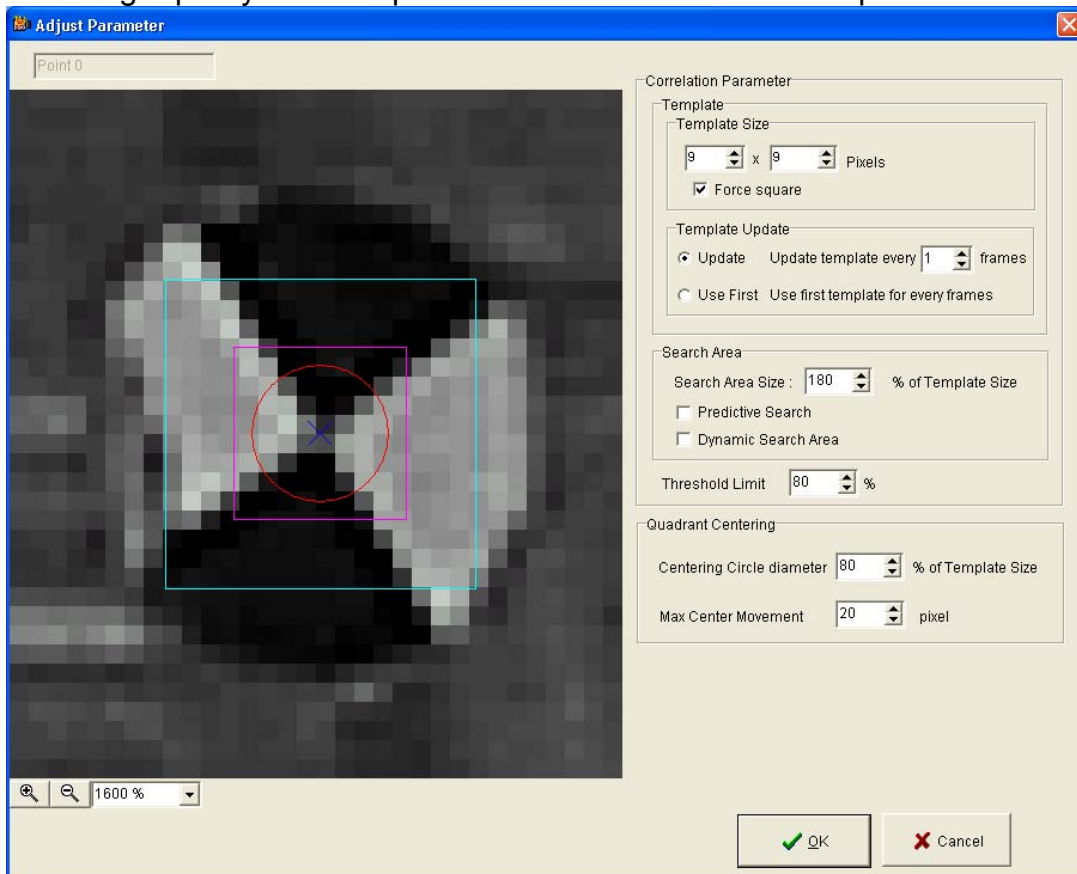 Adjust Parameter
Point 0
Correlation Parameter
Template
Template Size
9 x 9 Pixels
Force square
Template Update
Update Update template every 1 frames
Use First Use first template for every frames
Search Area
Search Area Size : 180 % of Template Size
Predictive Search
Dynamic Search Area
Threshold Limit 80 %
Quadrant Centering
Centering Circle diameter 80 % of Template Size
Max Center Movement 20 pixel
1600 %
OK Cancel